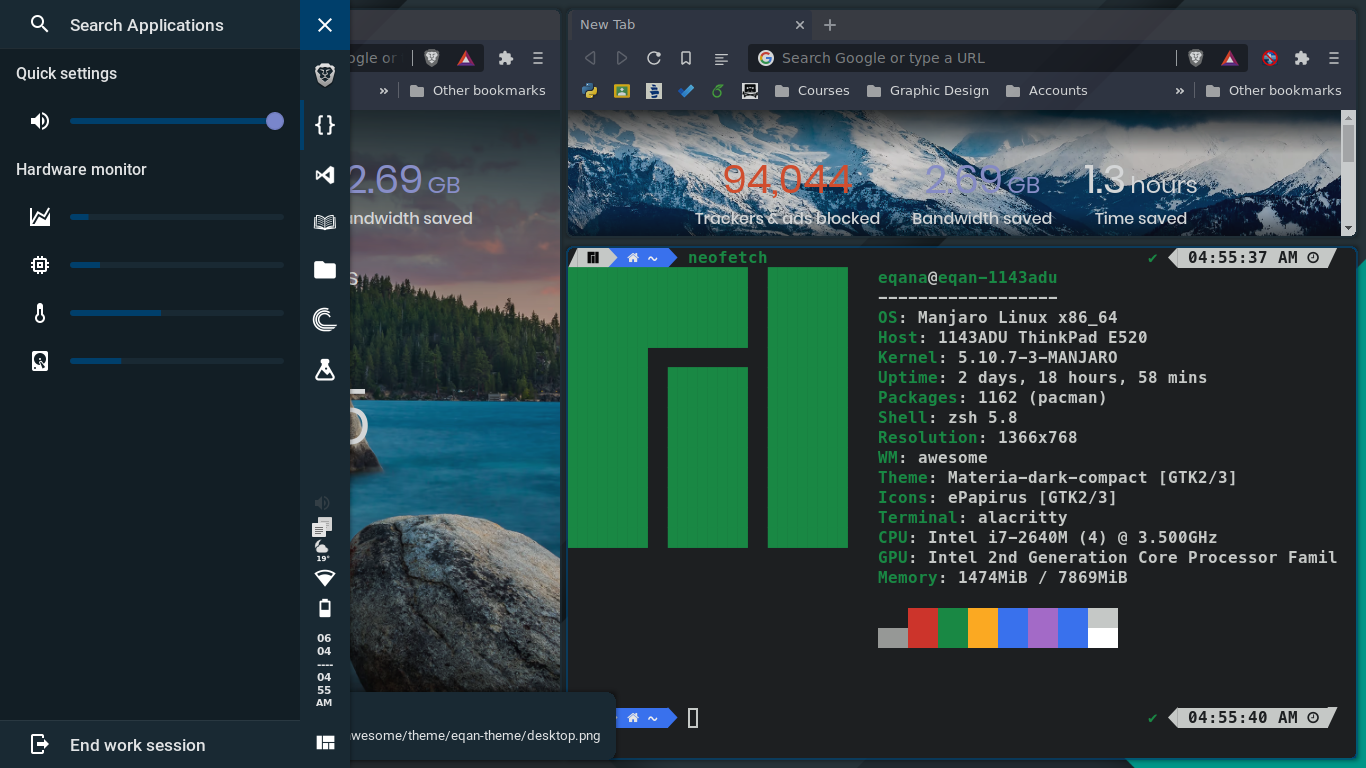 Search Applications
Quick settings
Hardware monitor
19°
06
04
----
04
55
AM
End work session
Other bookmarks
2.69 GB
andwidth saved
New Tab
Search Google or type a URL
Courses
Graphic Design
Accounts
Other bookmarks
94,044
Trackers & ads blocked
2.69 GB
Bandwidth saved
1.3 hours
Time saved
~ neofetch
04:55:37 AM
eqana@eqan-1143adu
------------------
OS: Manjaro Linux x86_64
Host: 1143ADU ThinkPad E520
Kernel: 5.10.7-3-MANJARO
Uptime: 2 days, 18 hours, 58 mins
Packages: 1162 (pacman)
Shell: zsh 5.8
Resolution: 1366x768
WM: awesome
Theme: Materia-dark-compact [GTK2/3]
Icons: ePapirus [GTK2/3]
Terminal: alacritty
CPU: Intel i7-2640M (4) @ 3.500GHz
GPU: Intel 2nd Generation Core Processor Famil
Memory: 1474MiB / 7869MiB
~
04:55:40 AM
wesome/theme/eqan-theme/desktop.png